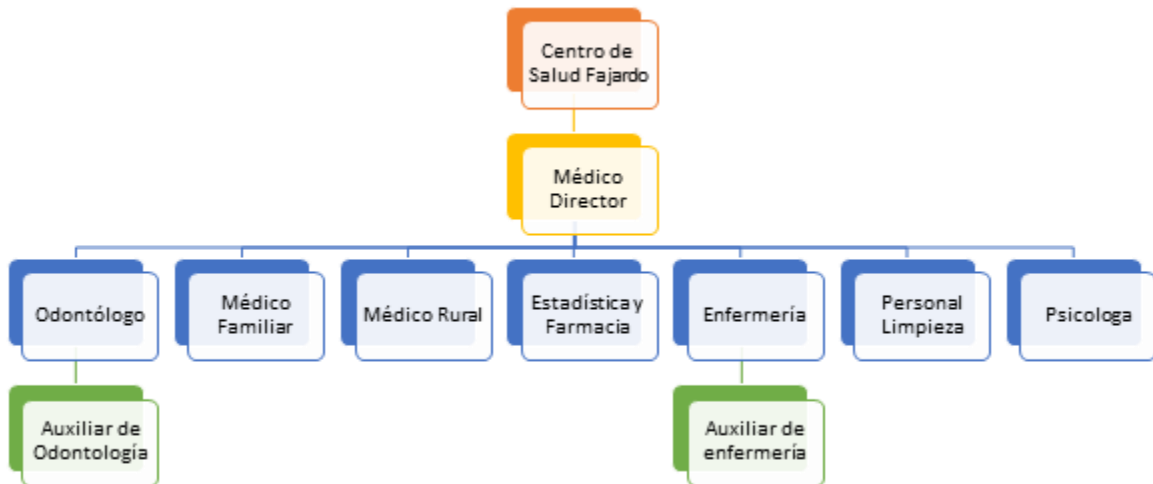 Centro de
Salud Fajardo
Médico
Director
Odontólogo
Médico
Familiar
Médico Rural
Estadística y
Farmacia
Enfermería
Personal
Limpieza
Psicologa
Auxiliar de
Odontología
Auxiliar de
enfermería